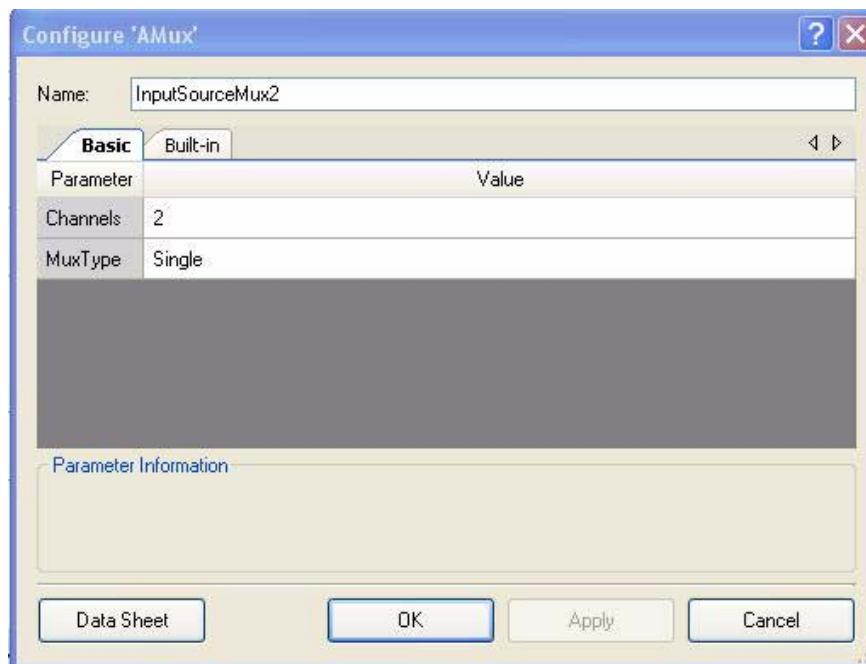 Configure 'AMux'
Name: InputSourceMux2
Basic Built-in
Parameter Value
Channels 2
MuxType Single
Parameter Information
Data Sheet OK Apply Cancel